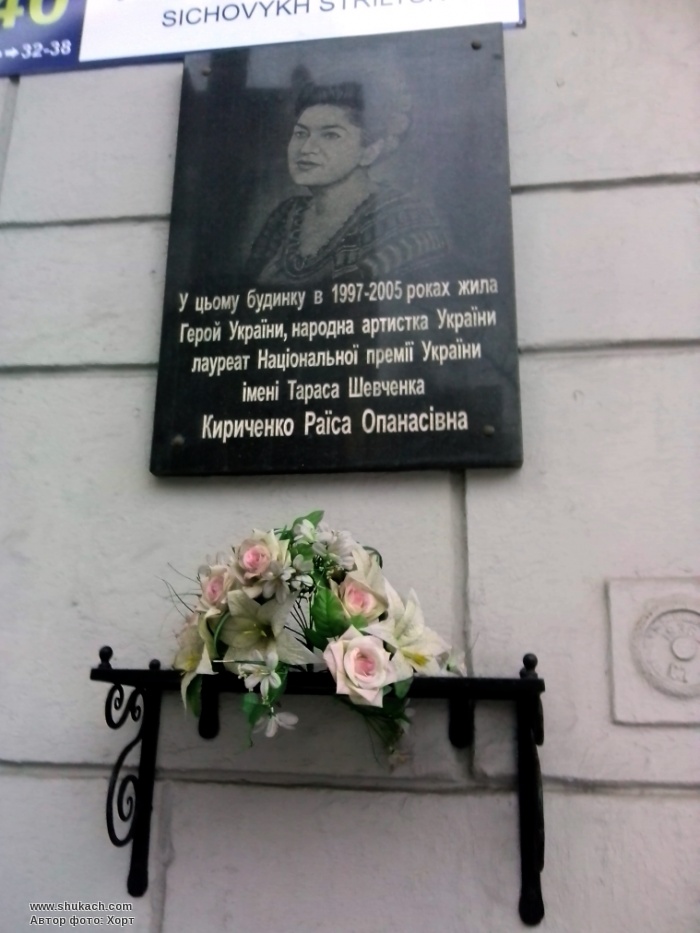 40
SICHOVYKH STRILTSIV
32-38
У цьому будинку в 1997-2005 роках жила
Герой України, народна артистка України
лауреат Національної премії України
імені Тараса Шевченка
Кириченко Раїса Опанасівна
www.shukach.com
Автор фото: Хорт